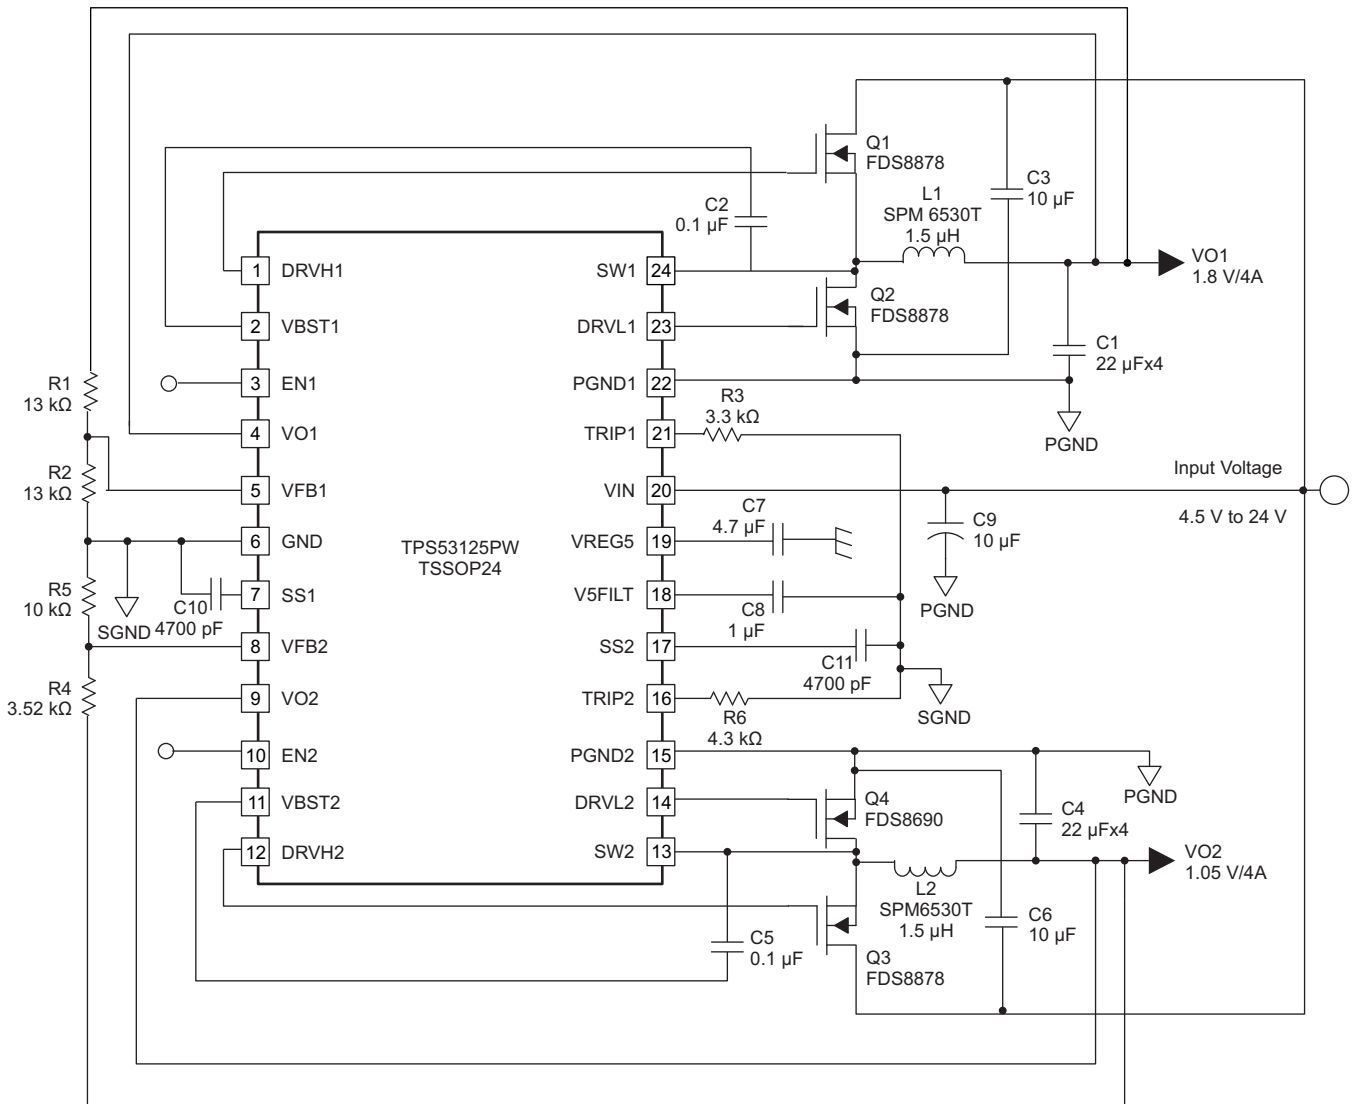 Q1
FDS8878
C3
10 µF
L1
SPM 6530T
1.5 µH
C2
0.1 µF
VO1
1.8 V/4A
1 DRVH1
SW1 24
Q2
FDS8878
2 VBST1
DRVL1 23
C1
22 µFx4
R1
13 kΩ
3 EN1
PGND1 22
R3
3.3 kΩ
4 VO1
TRIP1 21
PGND
R2
13 kΩ
5 VFB1
VIN 20
Input Voltage
4.5 V to 24 V
C7
4.7 µF
C9
10 µF
6 GND
TPS53125PW
TSSOP24
VREG5 19
R5
10 kΩ
SGND
C10
4700 pF
7 SS1
V5FILT 18
C8
1 µF
PGND
8 VFB2
SS2 17
C11
4700 pF
R4
3.52 kΩ
9 VO2
TRIP2 16
R6
4.3 kΩ
SGND
10 EN2
PGND2 15
PGND
11 VBST2
DRVL2 14
Q4
FDS8690
C4
22 µFx4
12 DRVH2
SW2 13
VO2
1.05 V/4A
L2
SPM6530T
1.5 µH
C6
10 µF
C5
0.1 µF
Q3
FDS8878